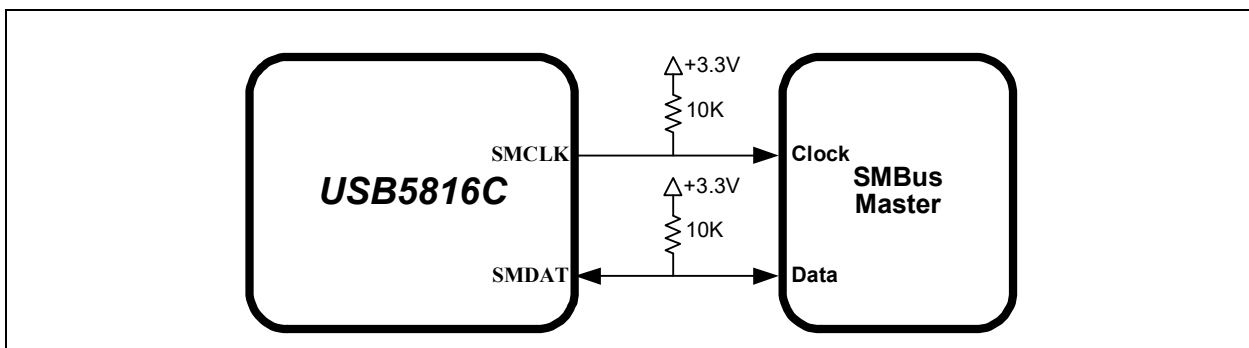 +3.3V
10K
SMCLK
Clock
USB5816C
+3.3V
SMBus
Master
10K
SMDAT
Data